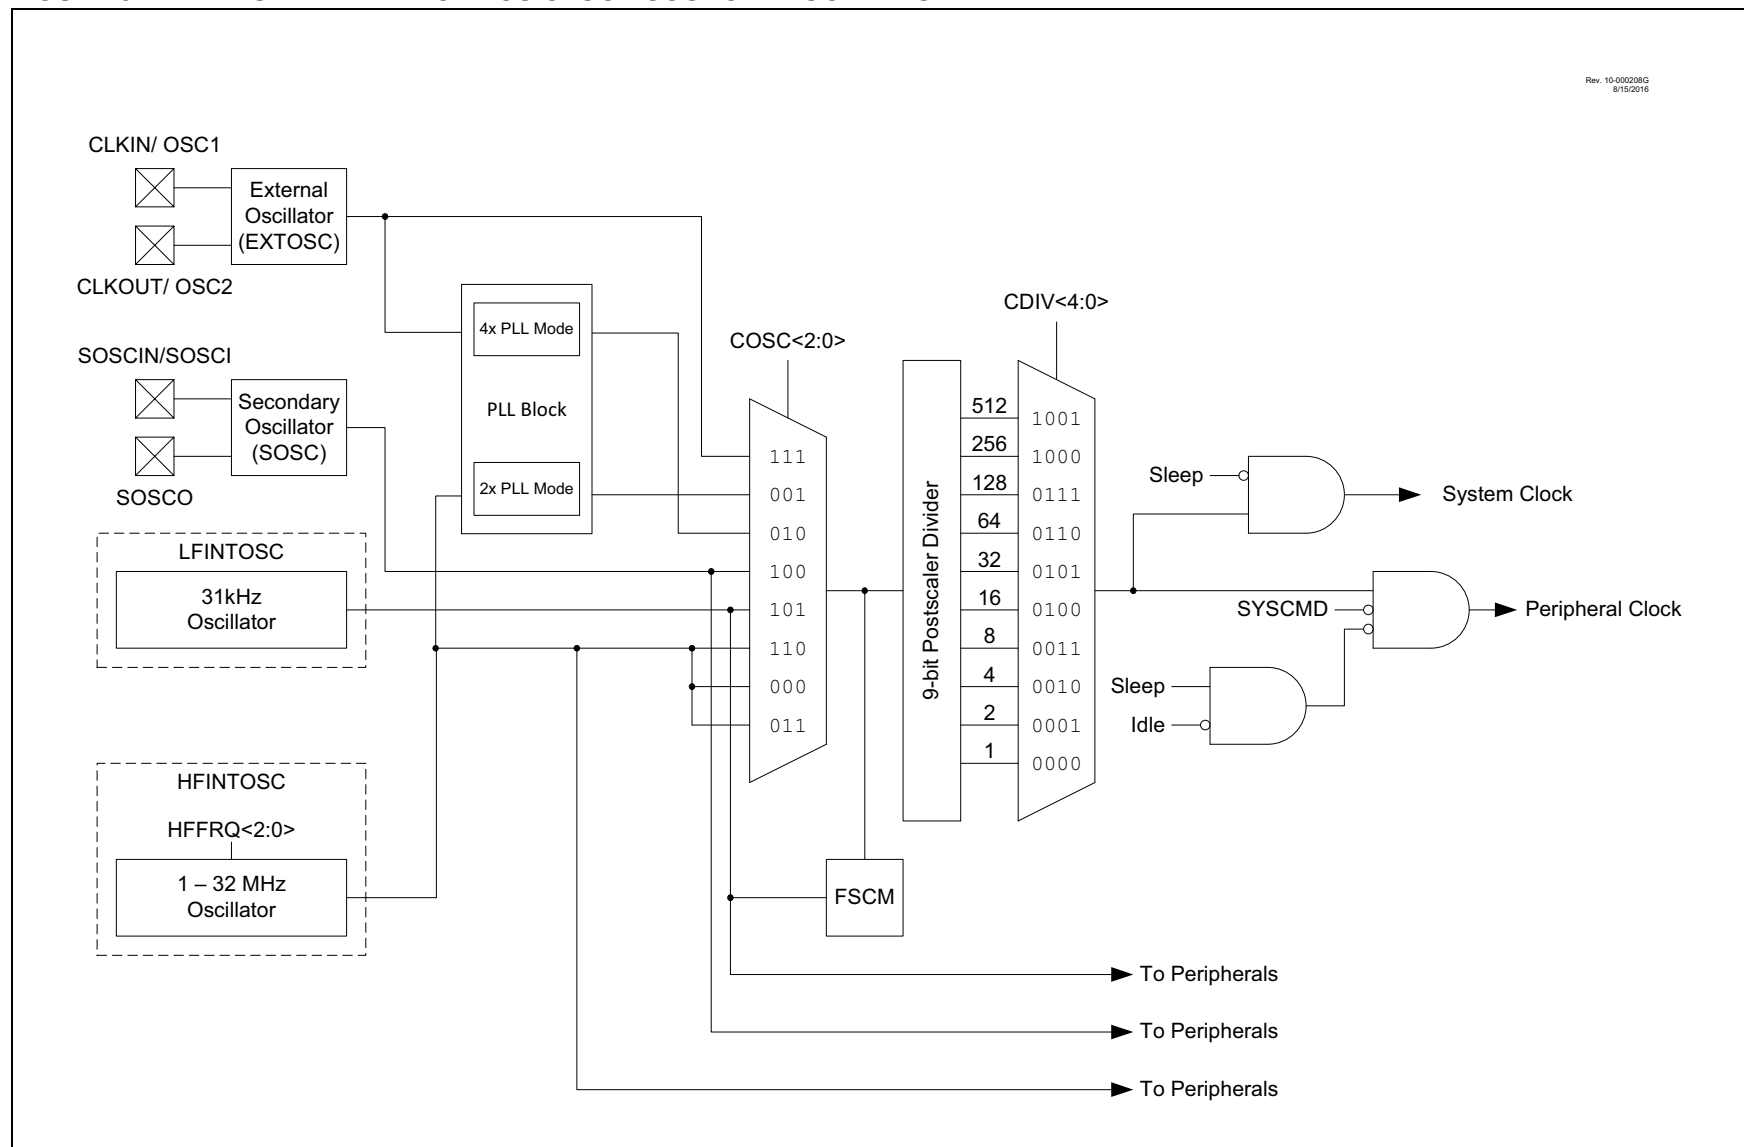 Rev. 10-000208G
8/15/2016
CLKIN/ OSC1
External
Oscillator
(EXTOSC)
CLKOUT/ OSC2
4x PLL Mode
PLL Block
2x PLL Mode
SOSCIN/SOSCI
Secondary
Oscillator
(SOSC)
SOSCO
LFINTOSC
31kHz
Oscillator
HFINTOSC
HFFRQ<2:0>
1 – 32 MHz
Oscillator
COSC<2:0>
111
001
010
100
101
110
000
011
FSCM
9-bit Postscaler Divider
CDIV<4:0>
512 1001
256 1000
128 0111
64 0110
32 0101
16 0100
8 0011
4 0010
2 0001
1 0000
Sleep
System Clock
SYSCMD
Peripheral Clock
Sleep
Idle
To Peripherals
To Peripherals
To Peripherals